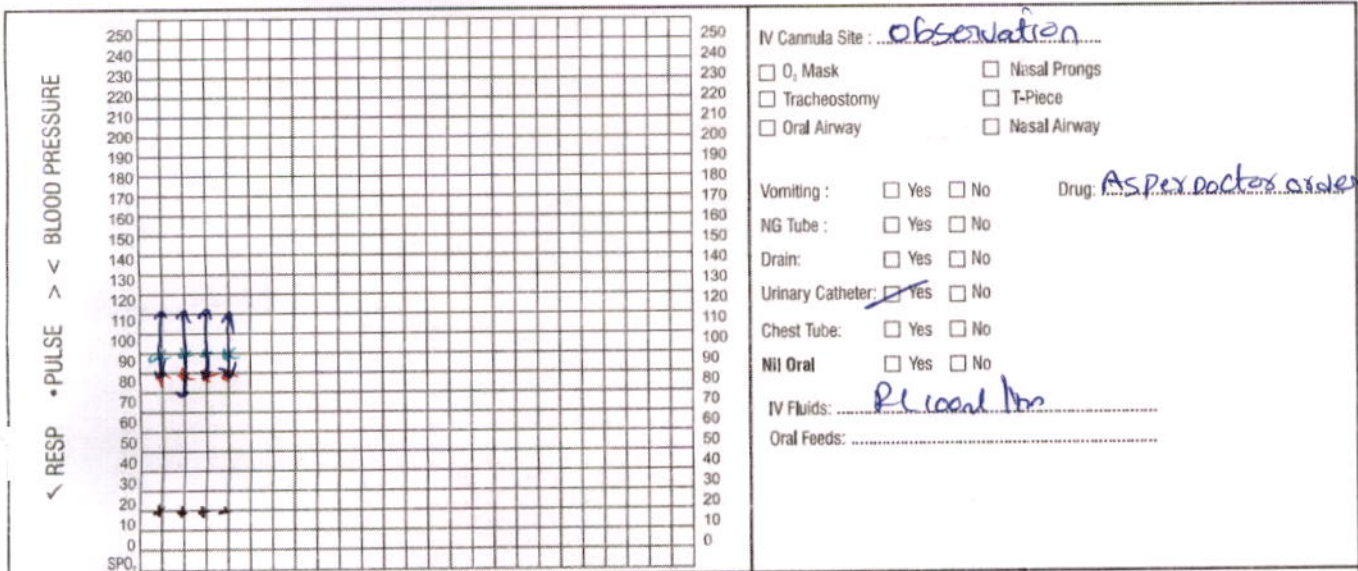 250 250
240 240
230 230
220 220
210 210
200 200
190 190
180 180
170 170
160 160
150 150
140 140
130 130
120 120
110 110
100 100
90 90
80 80
70 70
60 60
50 50
40 40
30 30
20 20
10 10
0 0
SPO₂
< RESP • PULSE > < BLOOD PRESSURE
IV Cannula Site : observation
☐ O₂ Mask ☐ Nasal Prongs
☐ Tracheostomy ☐ T-Piece
☐ Oral Airway ☐ Nasal Airway
Vomiting : ☐ Yes ☐ No Drug: As per Doctor order
NG Tube : ☐ Yes ☐ No
Drain: ☐ Yes ☐ No
Urinary Catheter: ☐ Yes ☐ No
Chest Tube: ☐ Yes ☐ No
Nil Oral ☐ Yes ☐ No
IV Fluids: RL 100ml /hr
Oral Feeds: